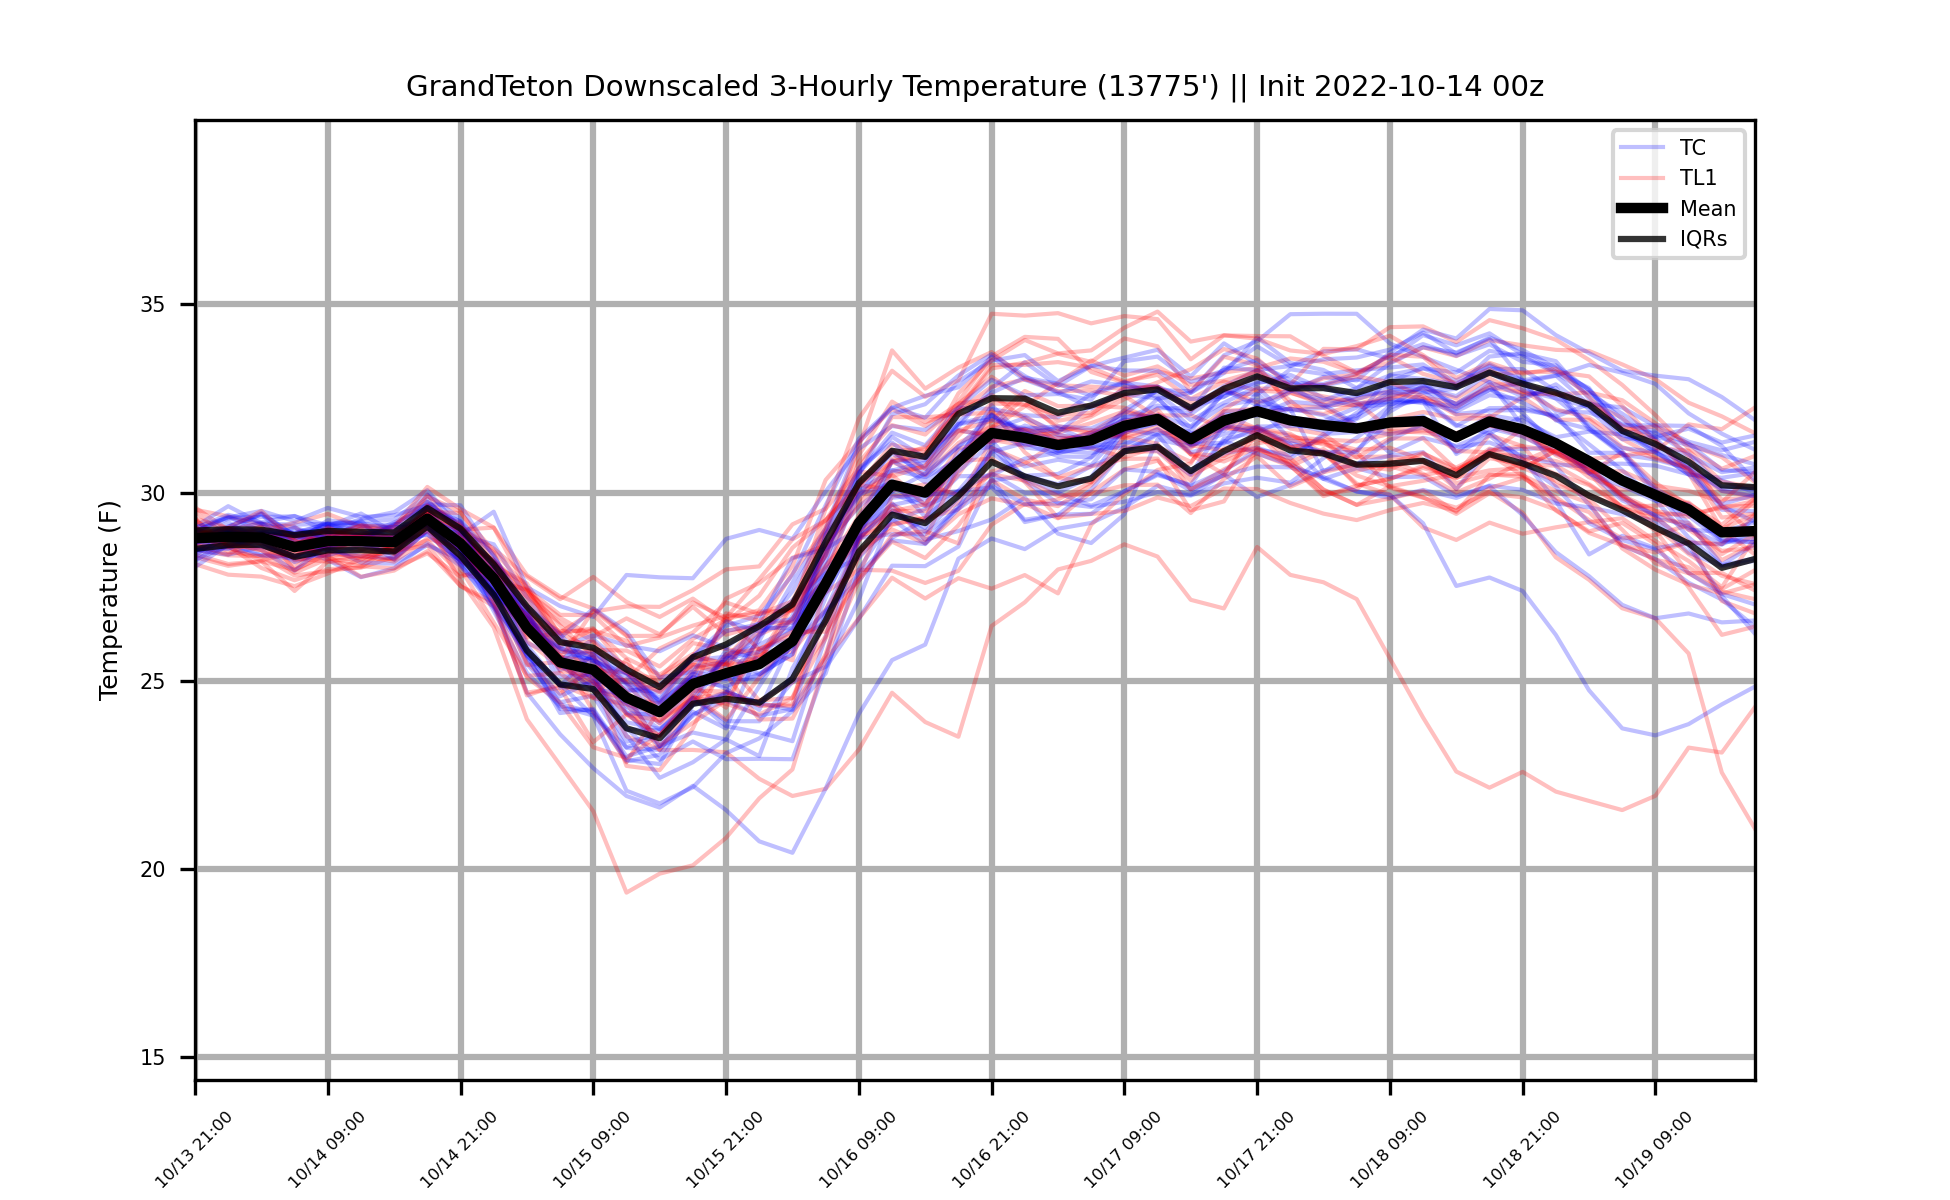 GrandTeton Downscaled 3-Hourly Temperature (13775') || Init 2022-10-14 00z
TC
TL1
Mean
IQRs
Temperature (F)
35
30
25
20
15
10/13 21:00
10/14 09:00
10/14 21:00
10/15 09:00
10/15 21:00
10/16 09:00
10/16 21:00
10/17 09:00
10/17 21:00
10/18 09:00
10/18 21:00
10/19 09:00